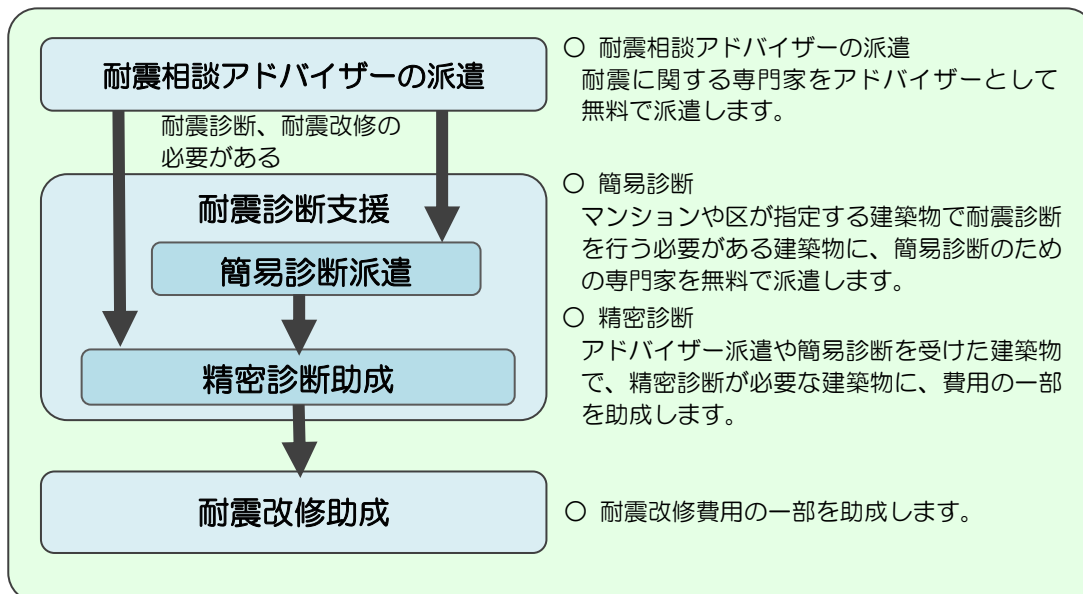 耐震相談アドバイザーの派遣
耐震診断、耐震改修の
必要がある
耐震診断支援
簡易診断派遣
精密診断助成
耐震改修助成
○ 耐震相談アドバイザーの派遣
耐震に関する専門家をアドバイザーとして
無料で派遣します。
○ 簡易診断
マンションや区が指定する建築物で耐震診断
を行う必要がある建築物に、簡易診断のため
の専門家を無料で派遣します。
○ 精密診断
アドバイザー派遣や簡易診断を受けた建築物
で、精密診断が必要な建築物に、費用の一部
を助成します。
○ 耐震改修費用の一部を助成します。